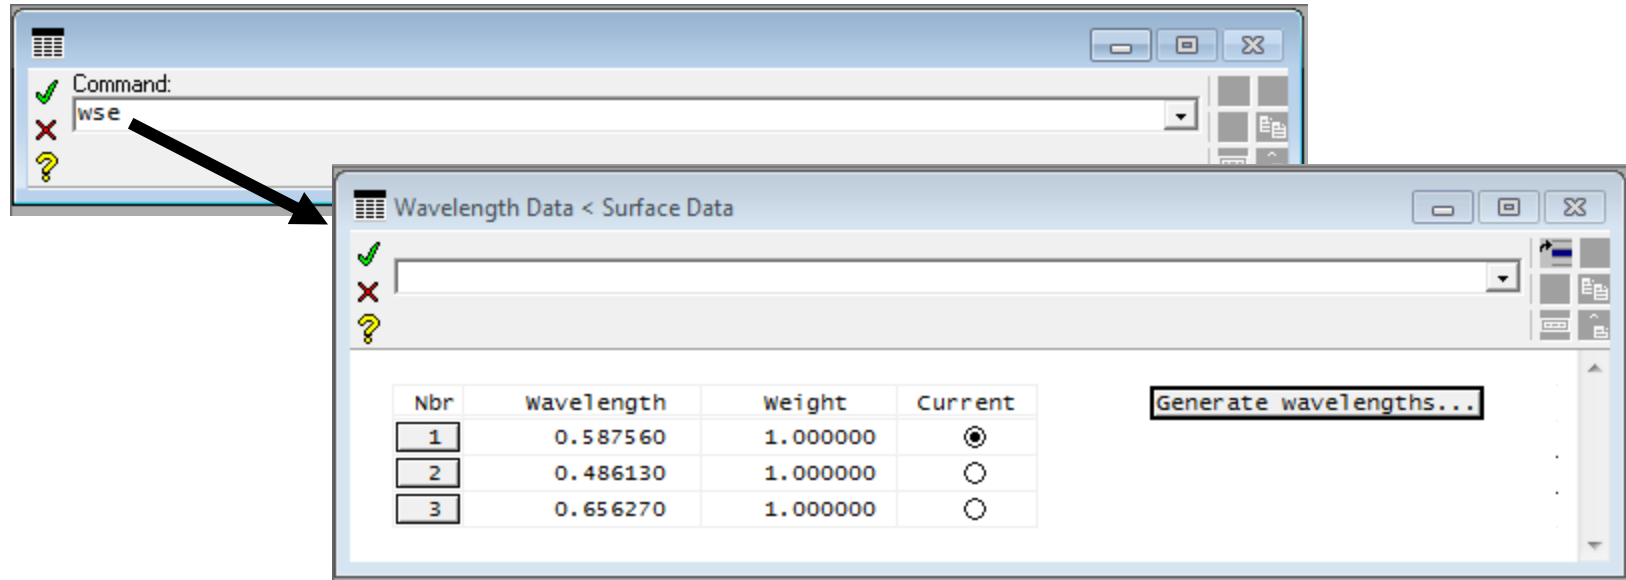 Command:
wse
Wavelength Data < Surface Data
Nbr Wavelength Weight Current Generate wavelengths...
1 0.587560 1.000000
2 0.486130 1.000000
3 0.656270 1.000000